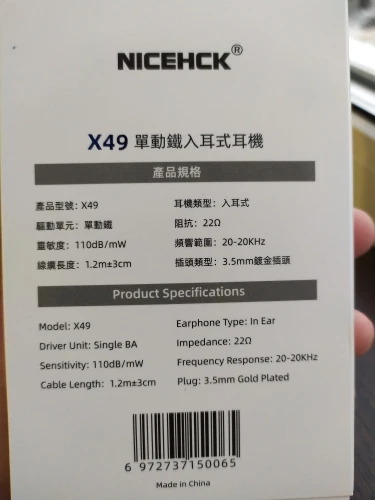 NICEHCK®
X49 單動鐵入耳式耳機
產品規格
產品型號: X49 耳機類型: 入耳式
驅動單元: 單動鐵 阻抗: 22Ω
靈敏度: 110dB/mW 頻響範圍: 20-20KHz
線纜長度: 1.2m±3cm 插頭類型: 3.5mm鍍金插頭
Product Specifications
Model: X49 Earphone Type: In Ear
Driver Unit: Single BA Impedance: 22Ω
Sensitivity: 110dB/mW Frequency Response: 20-20KHz
Cable Length: 1.2m±3cm Plug: 3.5mm Gold Plated
6 972737150065
Made in China